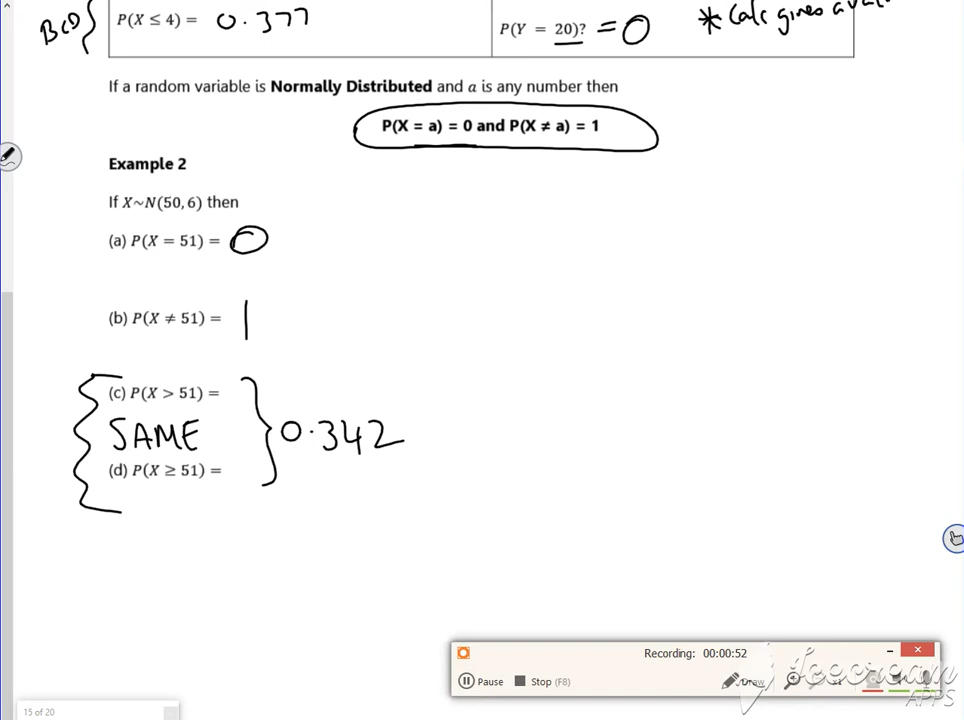 BCD { P(X ≤ 4) = 0.377
P(Y = 20)? = 0
* Calc gives a
If a random variable is Normally Distributed and a is any number then
P(X = a) = 0 and P(X ≠ a) = 1
Example 2
If X~N(50, 6) then
(a) P(X = 51) = 0
(b) P(X ≠ 51) = 1
(c) P(X > 51) =
SAME } 0.342
(d) P(X ≥ 51) =
Recording: 00:00:52
Pause Stop (F8) Draw x1
Icecream
APPS
15 of 20